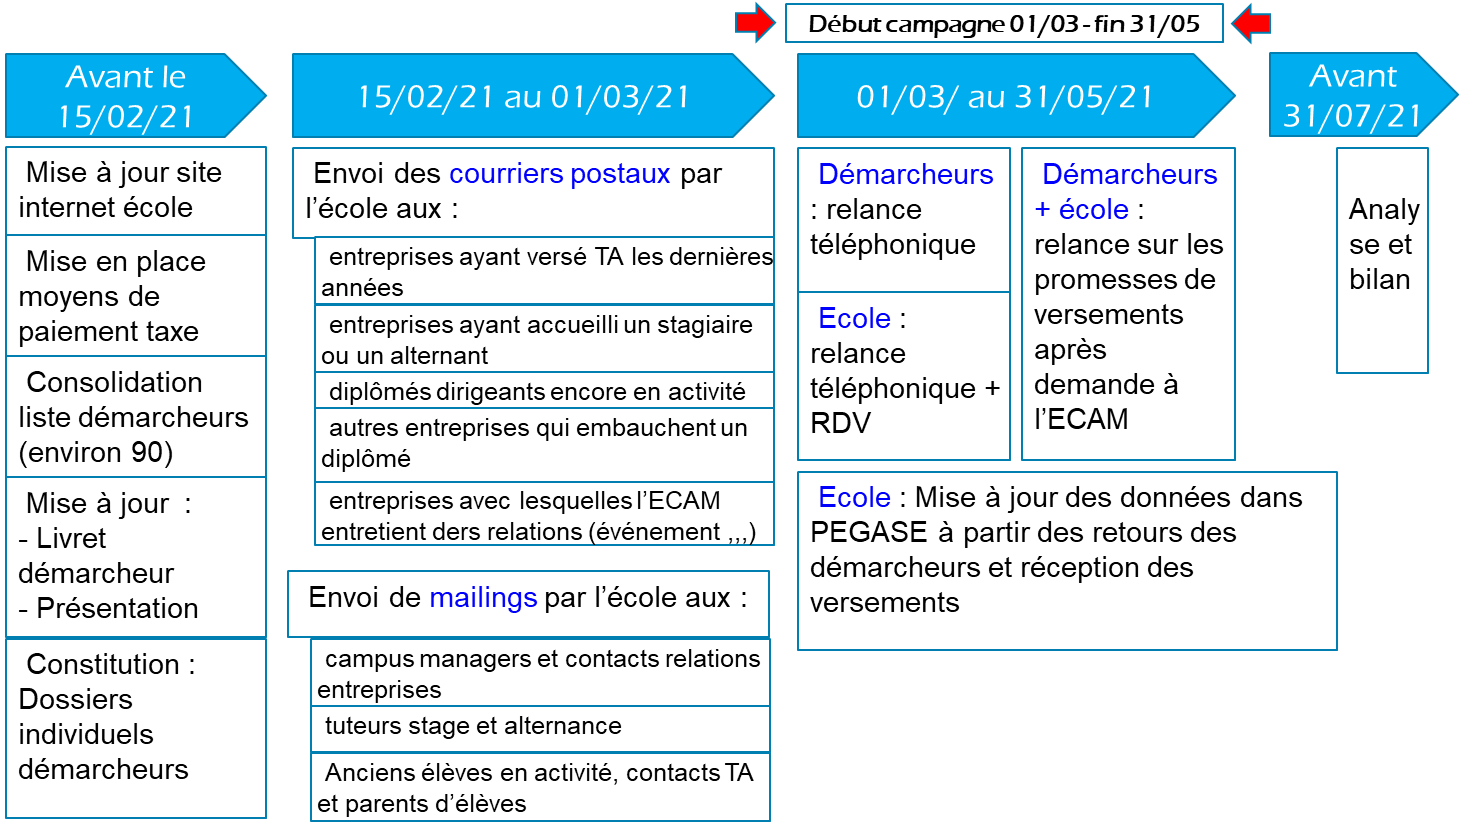 Début campagne 01/03 - fin 31/05
Avant le
15/02/21
15/02/21 au 01/03/21
01/03/ au 31/05/21
Avant
31/07/21
Mise à jour site
internet école
Mise en place
moyens de
paiement taxe
Consolidation
liste démarcheurs
(environ 90)
Mise à jour :
- Livret
démarcheur
- Présentation
Constitution :
Dossiers
individuels
démarcheurs
Envoi des courriers postaux par
l'école aux :
entreprises ayant versé TA les dernières
années
entreprises ayant accueilli un stagiaire
ou un alternant
diplômés dirigeants encore en activité
autres entreprises qui embauchent un
diplômé
entreprises avec lesquelles l'ECAM
entretient ders relations (événement ,,,)
Envoi de mailings par l'école aux :
campus managers et contacts relations
entreprises
tuteurs stage et alternance
Anciens élèves en activité, contacts TA
et parents d'élèves
Démarcheurs
: relance
téléphonique
Ecole :
relance
téléphonique +
RDV
Démarcheurs
+ école :
relance sur les
promesses de
versements
après
demande à
l'ECAM
Ecole : Mise à jour des données dans
PEGASE à partir des retours des
démarcheurs et réception des
versements
Analy
se et
bilan